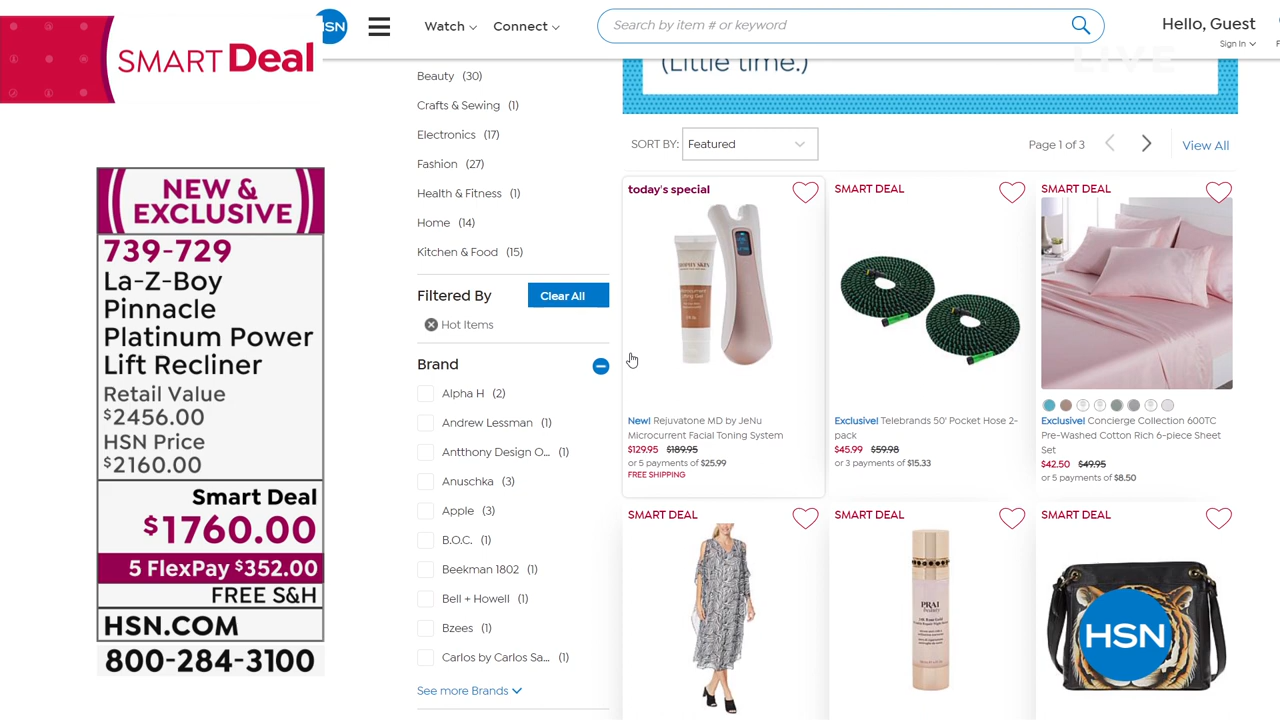 SMART Deal
HSN
Watch
Connect
Search by item # or keyword
Hello, Guest
Sign In
LIVE
NEW &
EXCLUSIVE
739-729
La-Z-Boy
Pinnacle
Platinum Power
Lift Recliner
Retail Value
$2456.00
HSN Price
$2160.00
Smart Deal
$1760.00
5 FlexPay $352.00
FREE S&H
HSN.COM
800-284-3100
Beauty (30)
Crafts & Sewing (1)
Electronics (17)
Fashion (27)
Health & Fitness (1)
Home (14)
Kitchen & Food (15)
Filtered By
Clear All
Hot Items
Brand
Alpha H (2)
Andrew Lessman (1)
Antthony Design O... (1)
Anuschka (3)
Apple (3)
B.O.C. (1)
Beekman 1802 (1)
Bell + Howell (1)
Bzees (1)
Carlos by Carlos Sa... (1)
See more Brands
(Little time.)
SORT BY: Featured
Page 1 of 3
View All
today's special
New! Rejuvatone MD by JeNu
Microcurrent Facial Toning System
$129.95 $189.95
or 5 payments of $25.99
FREE SHIPPING
SMART DEAL
Exclusive! Telebrands 50' Pocket Hose 2-
pack
$45.99 $59.98
or 3 payments of $15.33
SMART DEAL
Exclusive! Concierge Collection 600TC
Pre-Washed Cotton Rich 6-piece Sheet
Set
$42.50 $49.95
or 5 payments of $8.50
SMART DEAL
SMART DEAL
PRAI
beauty
SMART DEAL
HSN